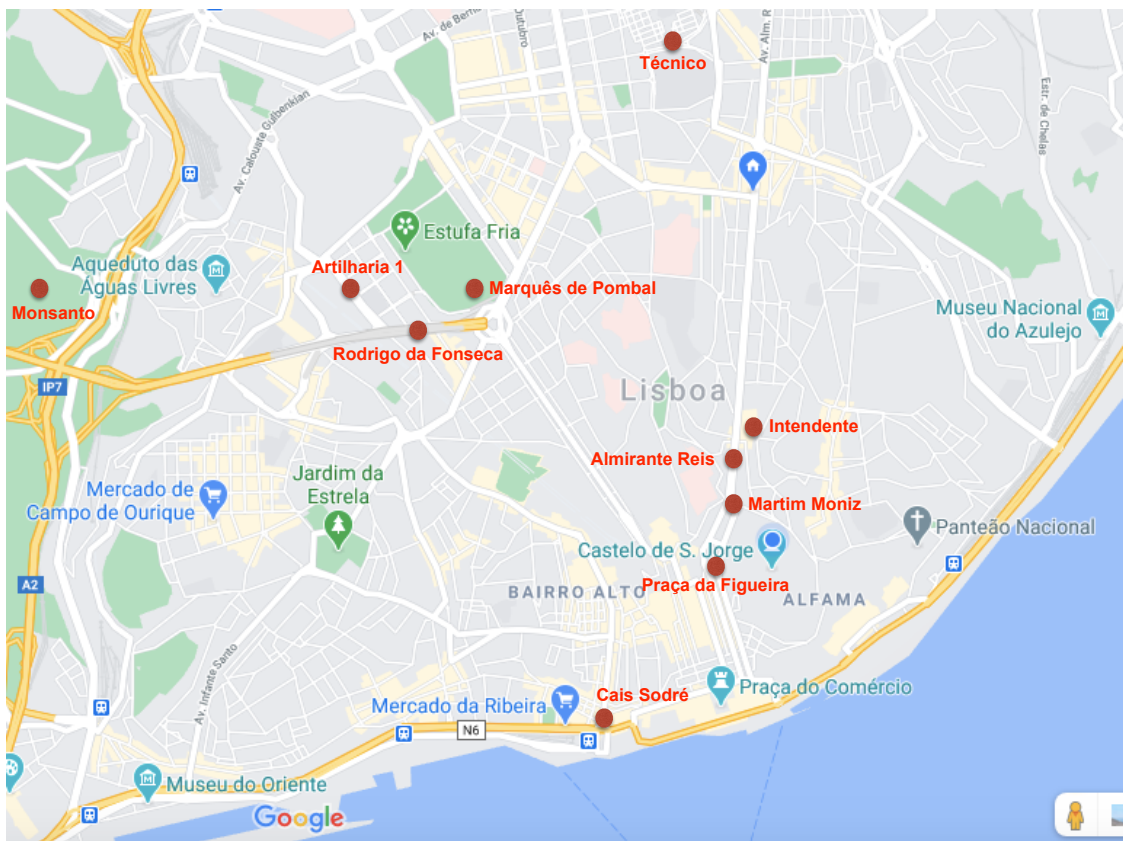 Av. de Berna
Outubro
Av. Alm. R
Técnico
Estr. de Chelas
Av. Calouste Gulbenkian
Estufa Fria
Aqueduto das
Águas Livres
Artilharia 1
Marquês de Pombal
Monsanto
Museu Nacional
do Azulejo
Rodrigo da Fonseca
IP7
Lisboa
Intendente
Almirante Reis
Jardim da
Estrela
Mercado de
Campo de Ourique
Martim Moniz
Panteão Nacional
Castelo de S. Jorge
A2
Praça da Figueira
BAIRRO ALTO
ALFAMA
Av. Infante Santo
Cais Sodré
Praça do Comércio
Mercado da Ribeira
N6
Museu do Oriente
Google